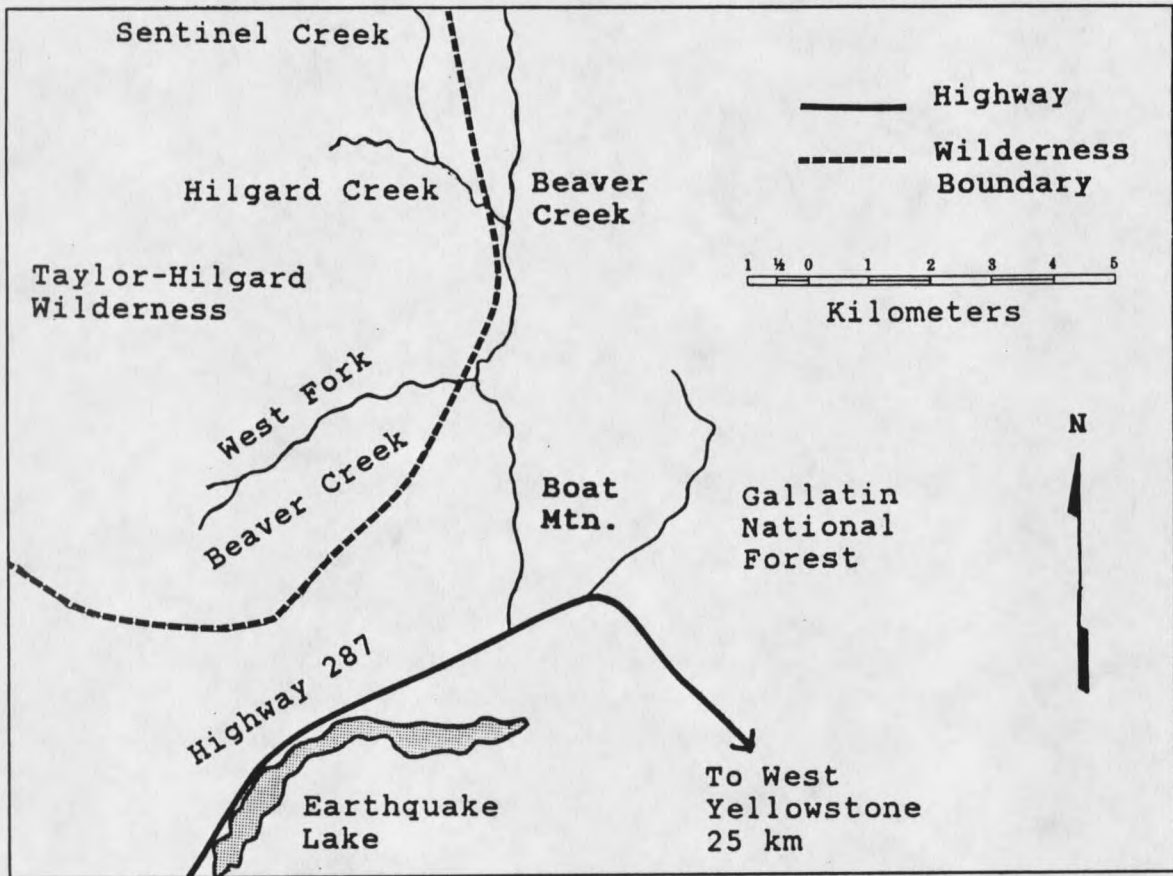 Sentinel Creek
Highway
Wilderness
Boundary
Hilgard Creek
Beaver
Creek
1 ½ 0 1 2 3 4 5
Kilometers
Taylor-Hilgard
Wilderness
West Fork
Beaver Creek
N
Boat
Mtn.
Gallatin
National
Forest
Highway 287
Earthquake
Lake
To West
Yellowstone
25 km